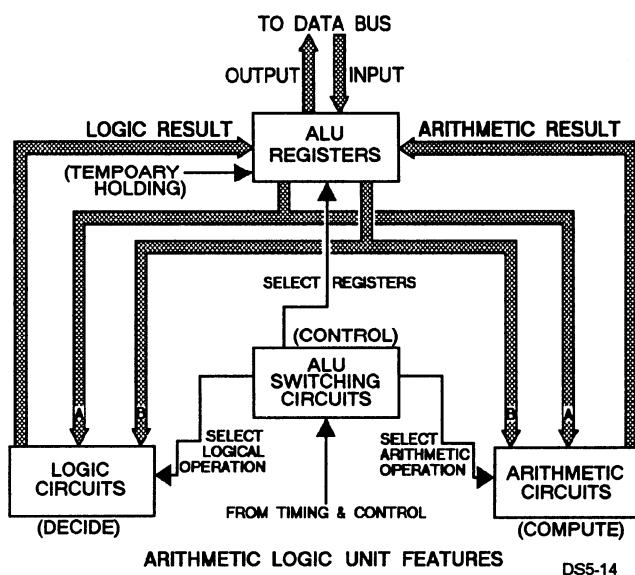 TO DATA BUS
OUTPUT
INPUT
LOGIC RESULT
ALU
REGISTERS
ARITHMETIC RESULT
(TEMPOARY
HOLDING)
SELECT REGISTERS
(CONTROL)
ALU
SWITCHING
CIRCUITS
A
B
B
A
SELECT
LOGICAL
OPERATION
SELECT
ARITHMETIC
OPERATION
LOGIC
CIRCUITS
(DECIDE)
FROM TIMING & CONTROL
ARITHMETIC
CIRCUITS
(COMPUTE)
ARITHMETIC LOGIC UNIT FEATURES
DS5-14